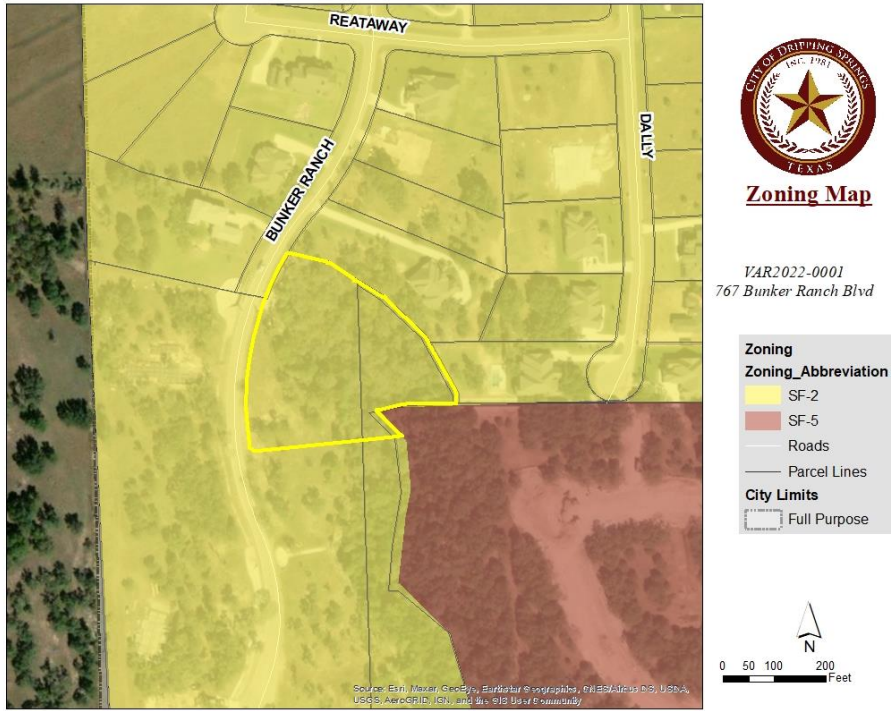 REATAWAY
BUNKER RANCH
DALLY
CITY OF DRIPPING SPRINGS
EST. 1981
TEXAS
Zoning Map
VAR2022-0001
767 Bunker Ranch Blvd
Zoning
Zoning_Abbreviation
SF-2
SF-5
Roads
Parcel Lines
City Limits
Full Purpose
N
0 50 100 200
Feet
Source: Esri, Maxar, GeoEye, Earthstar Geographics, CNES/Airbus DS, USDA,
USGS, AeroGRID, IGN, and the GIS User Community